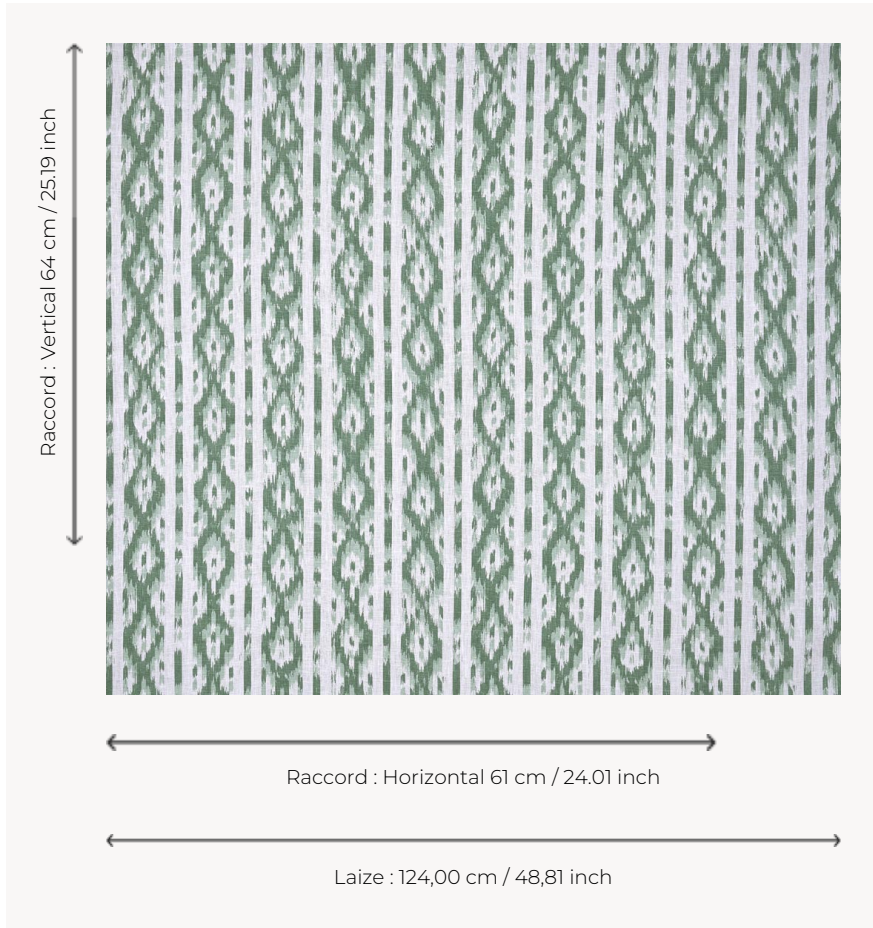 Raccord : Vertical 64 cm / 25.19 inch
Raccord : Horizontal 61 cm / 24.01 inch
Laize : 124,00 cm / 48,81 inch